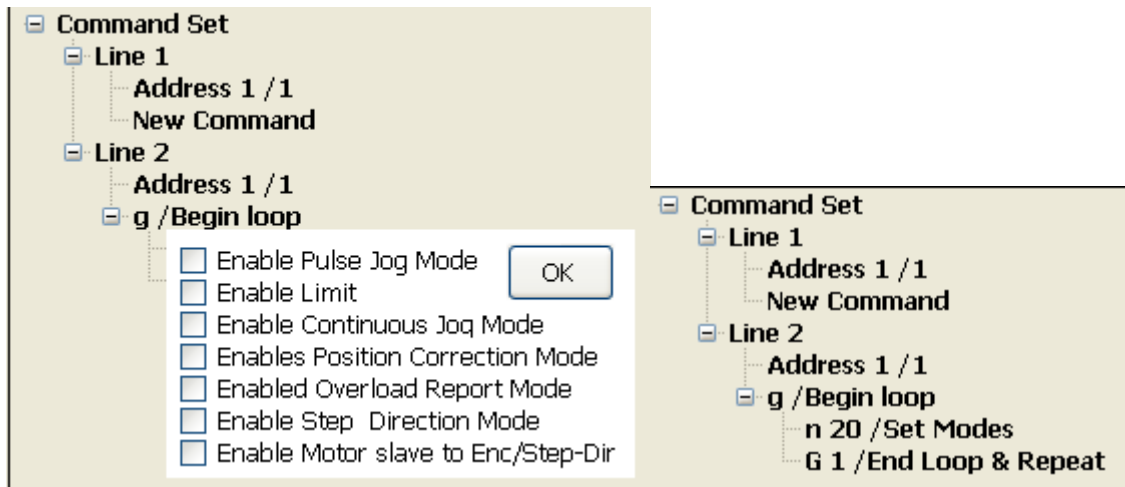 Command Set
Line 1
Address 1 /1
New Command
Line 2
Address 1 /1
g /Begin loop
Enable Pulse Jog Mode
OK
Enable Limit
Enable Continuous Joq Mode
Enables Position Correction Mode
Enabled Overload Report Mode
Enable Step  Direction Mode
Enable Motor slave to Enc/Step-Dir
Command Set
Line 1
Address 1 /1
New Command
Line 2
Address 1 /1
g /Begin loop
n 20 /Set Modes
G 1 /End Loop & Repeat